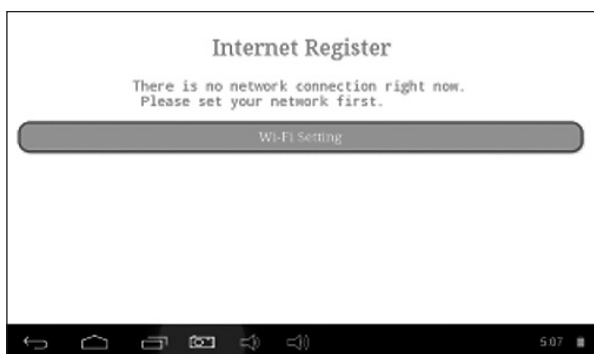 Internet Register
There is no network connection right now.
Please set your network first.
Wi-Fi Setting
5:07